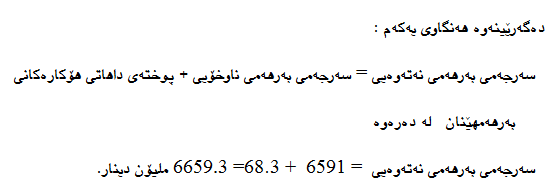 دەگەڕێینەوە هەنگاوی یەکەم :
سەرجەمی بەرهەمی نەتەوەیی = سەرجەمی بەرهەمی ناوخۆیی + پوختەی داهاتی هۆکارەکانی
بەرهەمهێنان لە دەرەوە
سەرجەمی بەرهەمی نەتەوەیی = 6591 + 68.3= 6659.3 ملیۆن دینار.